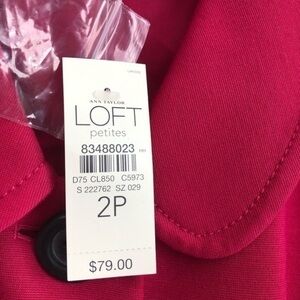 ANN TAYLOR
LOFT
petites
83488023
D75 CL850 C5973
S 222762 SZ 029
2P
$79.00